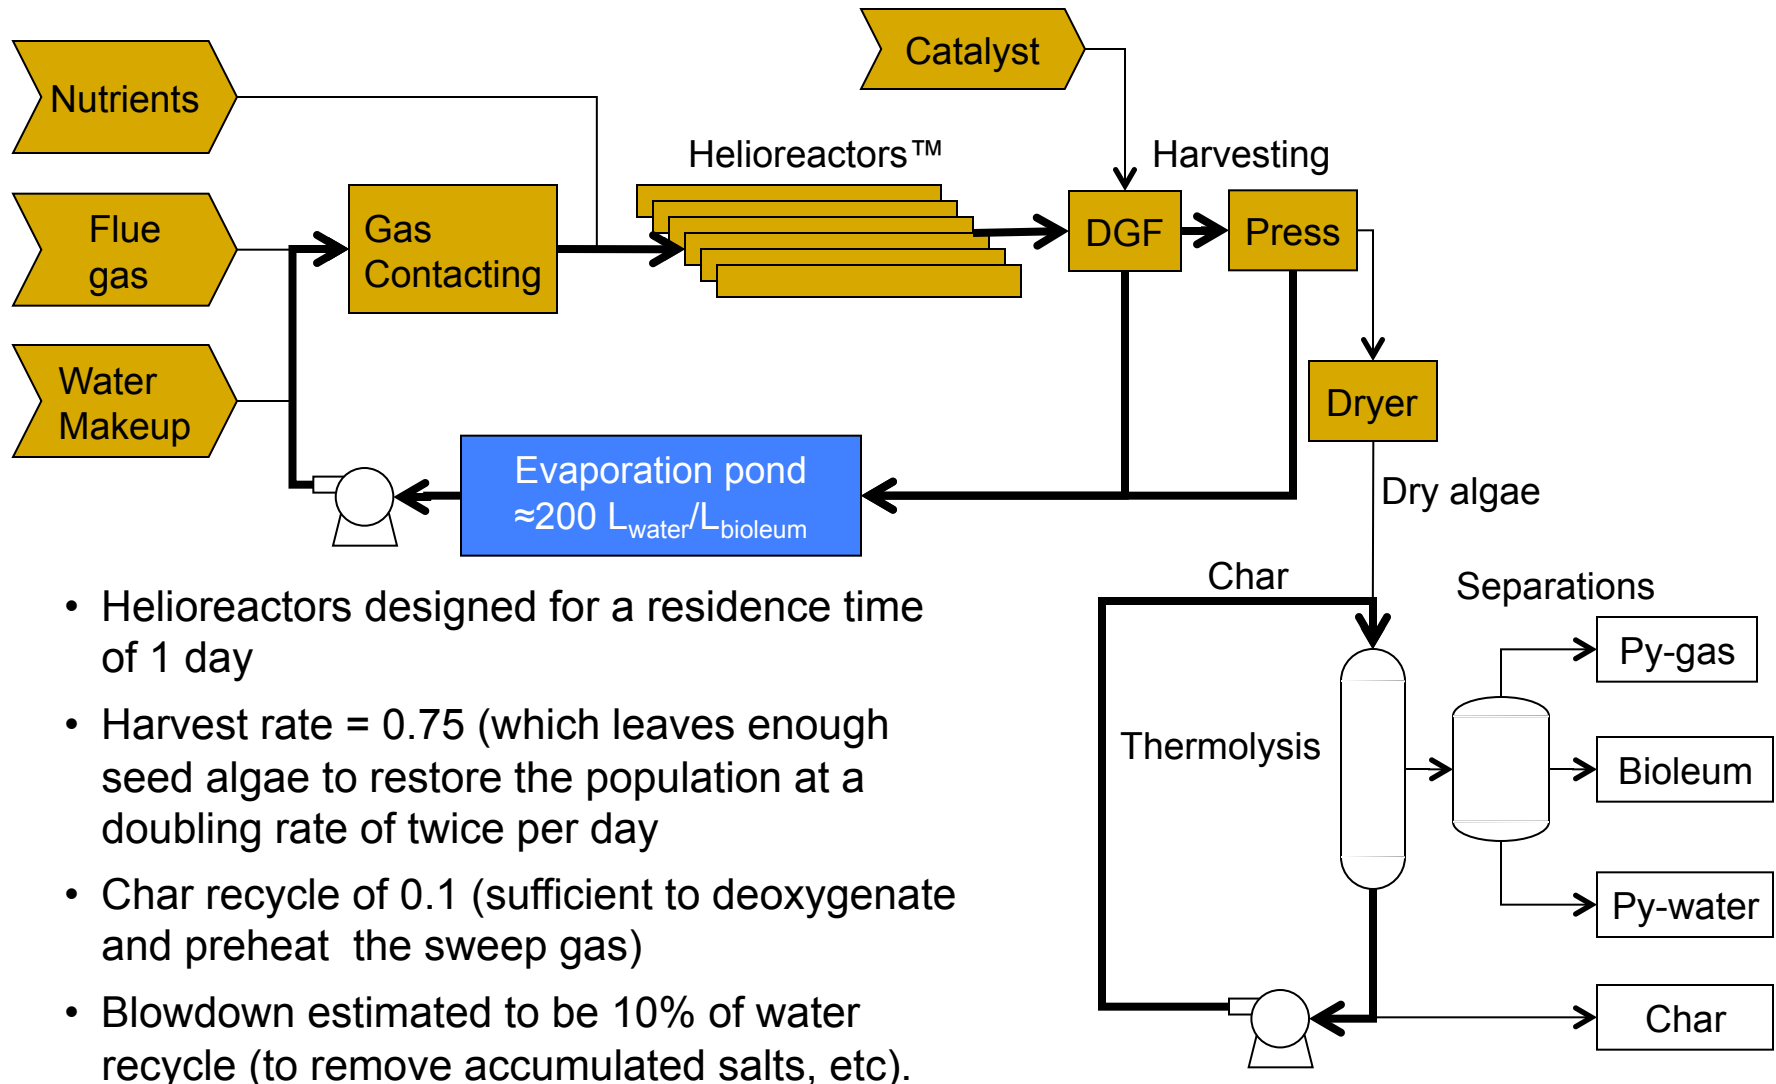 Catalyst
Nutrients
Helioreactors™
Harvesting
Flue
gas
Gas
Contacting
DGF
Press
Water
Makeup
Dryer
Evaporation pond
≈200 Lwater/Lbioleum
Dry algae
Char
Separations
Py-gas
Thermolysis
Bioleum
Py-water
Char
• Helioreactors designed for a residence time
of 1 day
• Harvest rate = 0.75 (which leaves enough
seed algae to restore the population at a
doubling rate of twice per day
• Char recycle of 0.1 (sufficient to deoxygenate
and preheat the sweep gas)
• Blowdown estimated to be 10% of water
recycle (to remove accumulated salts, etc).